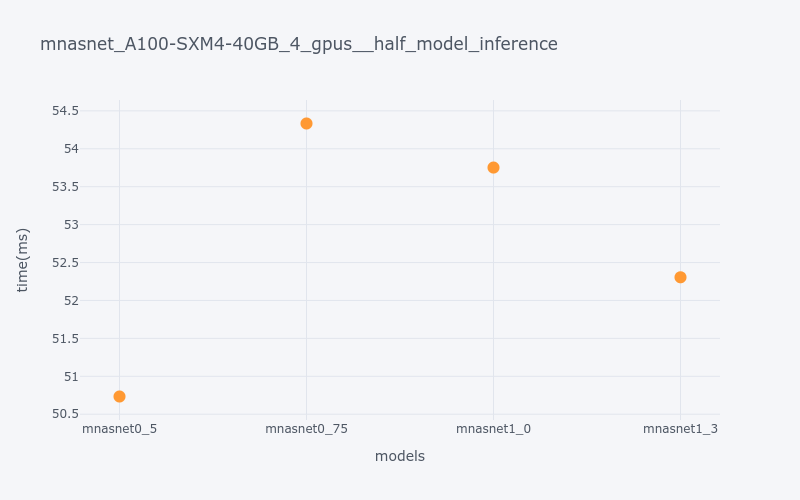 mnasnet_A100-SXM4-40GB_4_gpus__half_model_inference
54.5
54
53.5
53
52.5
52
51.5
51
50.5
time(ms)
mnasnet0_5 mnasnet0_75 mnasnet1_0 mnasnet1_3
models